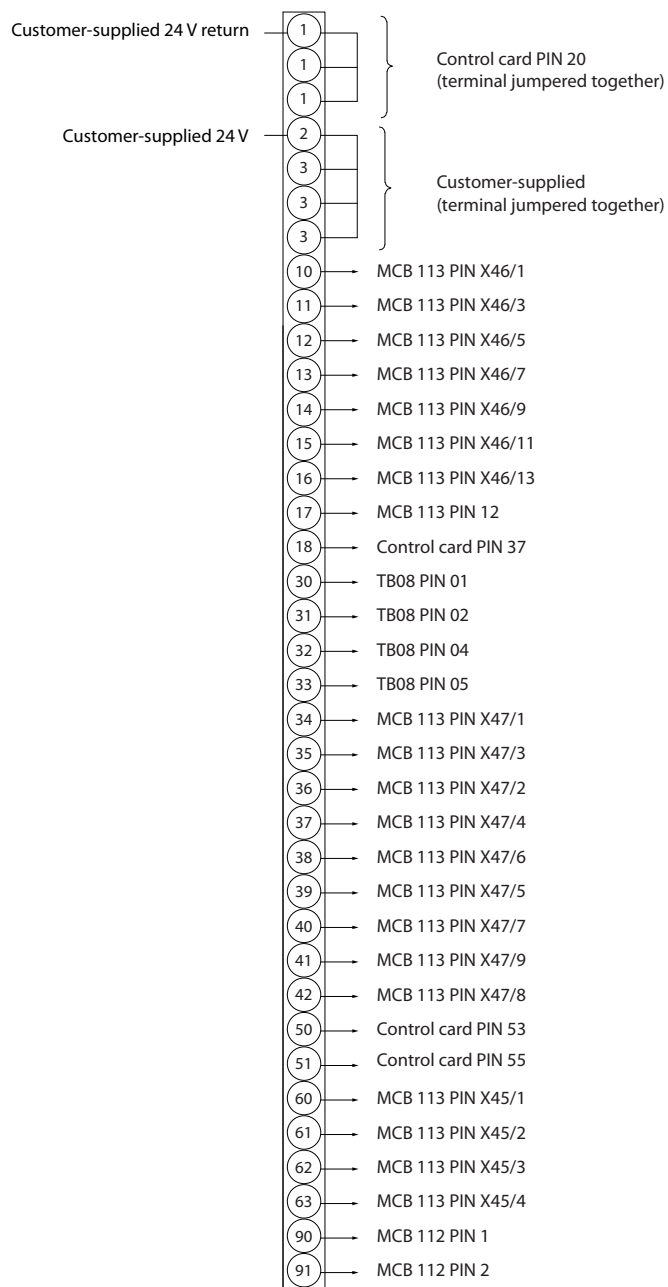 Customer-supplied 24 V return
1
1
1
Control card PIN 20
(terminal jumpered together)
Customer-supplied 24 V
2
3
3
3
Customer-supplied
(terminal jumpered together)
10 MCB 113 PIN X46/1
11 MCB 113 PIN X46/3
12 MCB 113 PIN X46/5
13 MCB 113 PIN X46/7
14 MCB 113 PIN X46/9
15 MCB 113 PIN X46/11
16 MCB 113 PIN X46/13
17 MCB 113 PIN 12
18 Control card PIN 37
30 TB08 PIN 01
31 TB08 PIN 02
32 TB08 PIN 04
33 TB08 PIN 05
34 MCB 113 PIN X47/1
35 MCB 113 PIN X47/3
36 MCB 113 PIN X47/2
37 MCB 113 PIN X47/4
38 MCB 113 PIN X47/6
39 MCB 113 PIN X47/5
40 MCB 113 PIN X47/7
41 MCB 113 PIN X47/9
42 MCB 113 PIN X47/8
50 Control card PIN 53
51 Control card PIN 55
60 MCB 113 PIN X45/1
61 MCB 113 PIN X45/2
62 MCB 113 PIN X45/3
63 MCB 113 PIN X45/4
90 MCB 112 PIN 1
91 MCB 112 PIN 2